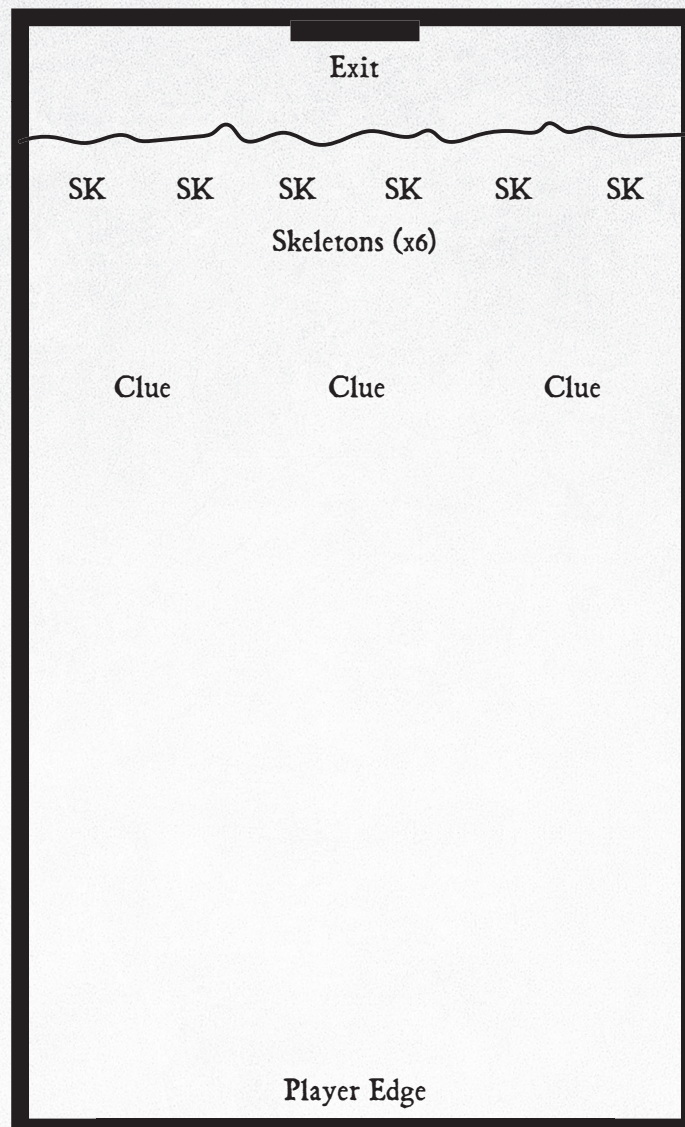 Exit
SK SK SK SK SK SK
Skeletons (x6)
Clue Clue Clue
Player Edge